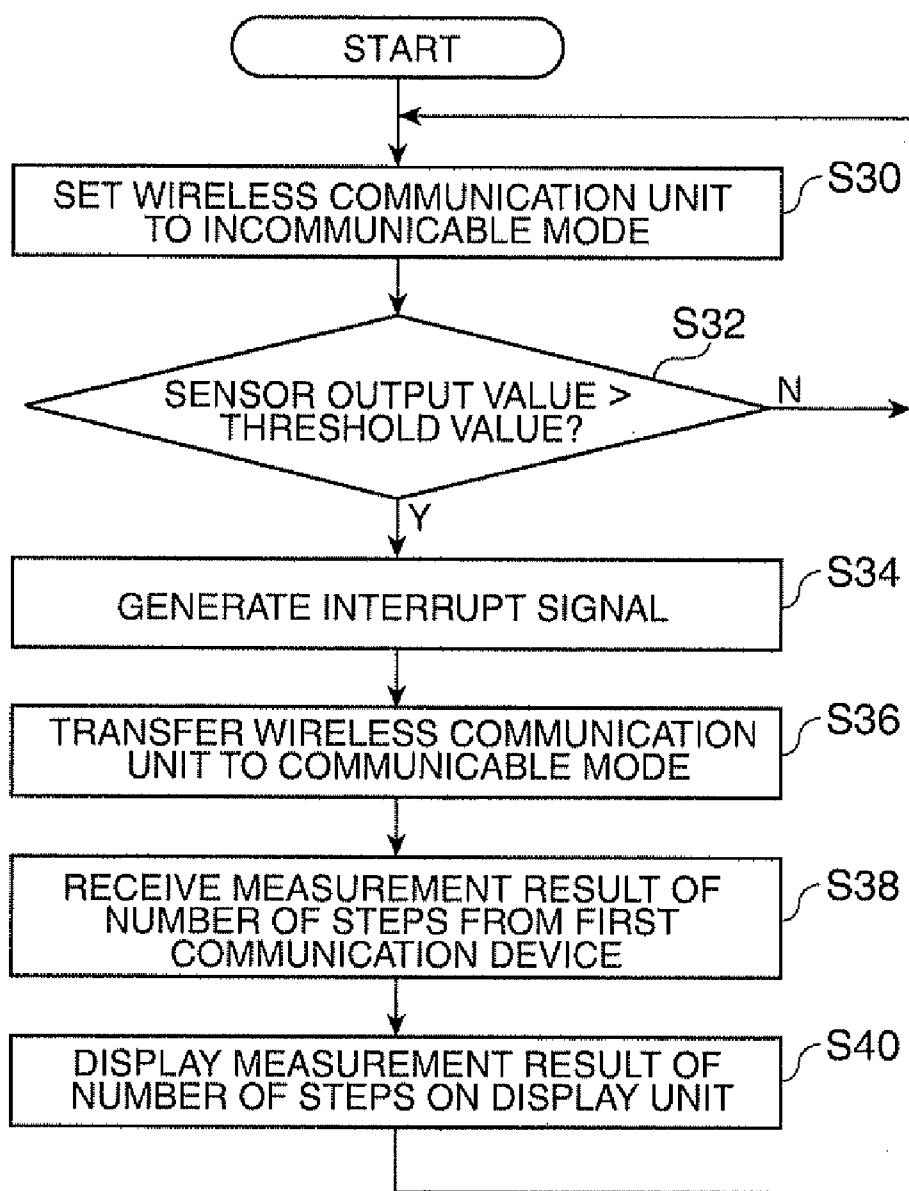 START
SET WIRELESS COMMUNICATION UNIT
TO INCOMMUNICABLE MODE
S30
S32
SENSOR OUTPUT VALUE >
THRESHOLD VALUE?
N
Y
GENERATE INTERRUPT SIGNAL
S34
TRANSFER WIRELESS COMMUNICATION
UNIT TO COMMUNICABLE MODE
S36
RECEIVE MEASUREMENT RESULT OF
NUMBER OF STEPS FROM FIRST
COMMUNICATION DEVICE
S38
DISPLAY MEASUREMENT RESULT OF
NUMBER OF STEPS ON DISPLAY UNIT
S40